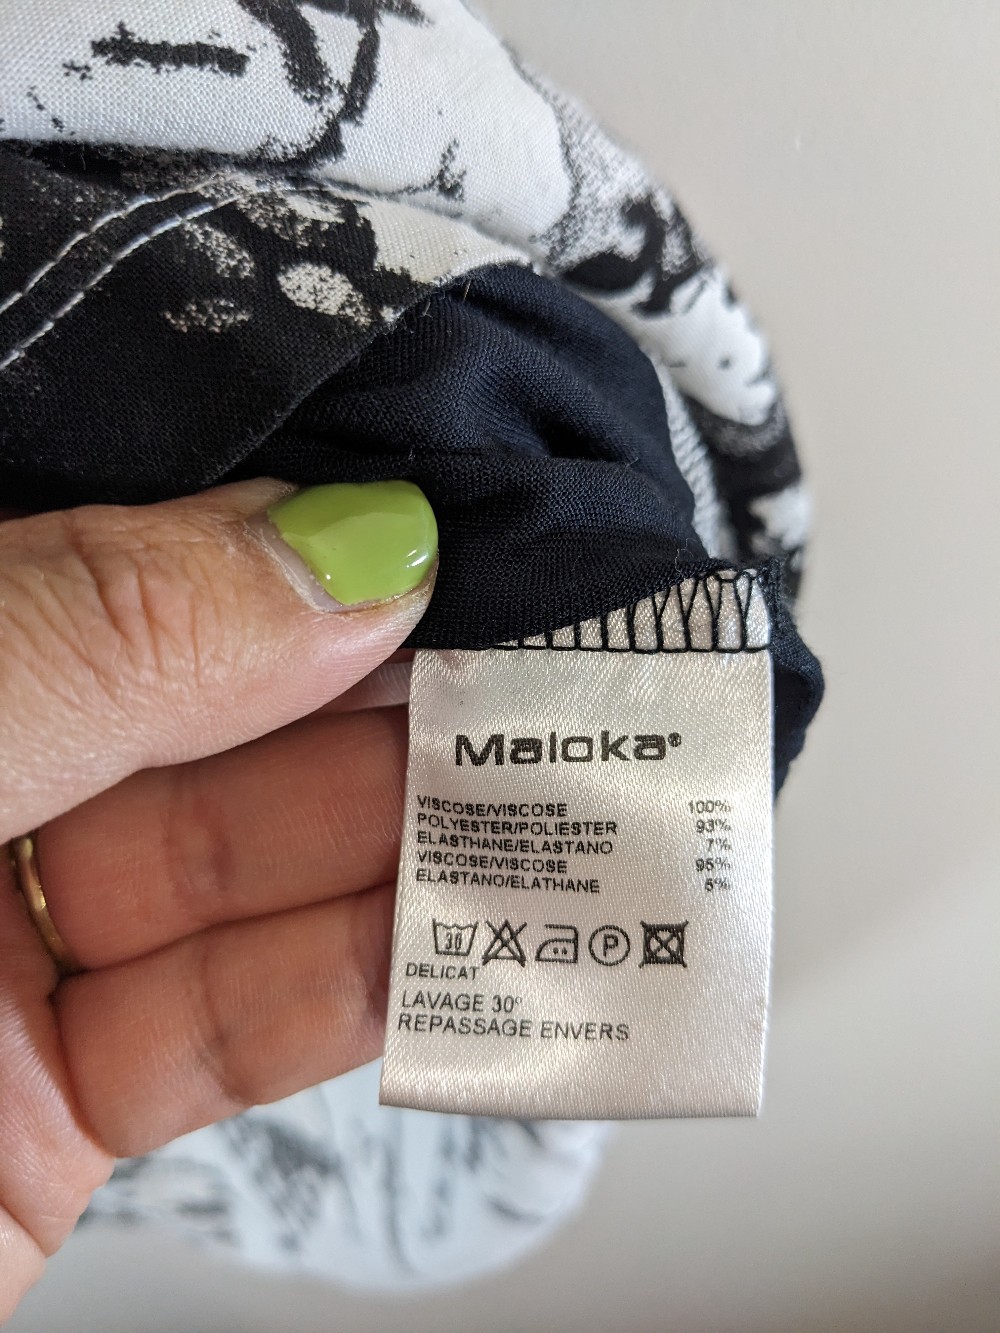 Maloka®
VISCOSE/VISCOSE 100%
POLYESTER/POLIESTER 93%
ELASTHANE/ELASTANO 7%
VISCOSE/VISCOSE 95%
ELASTANO/ELATHANE 5%
30 P
DELICAT
LAVAGE 30°
REPASSAGE ENVERS